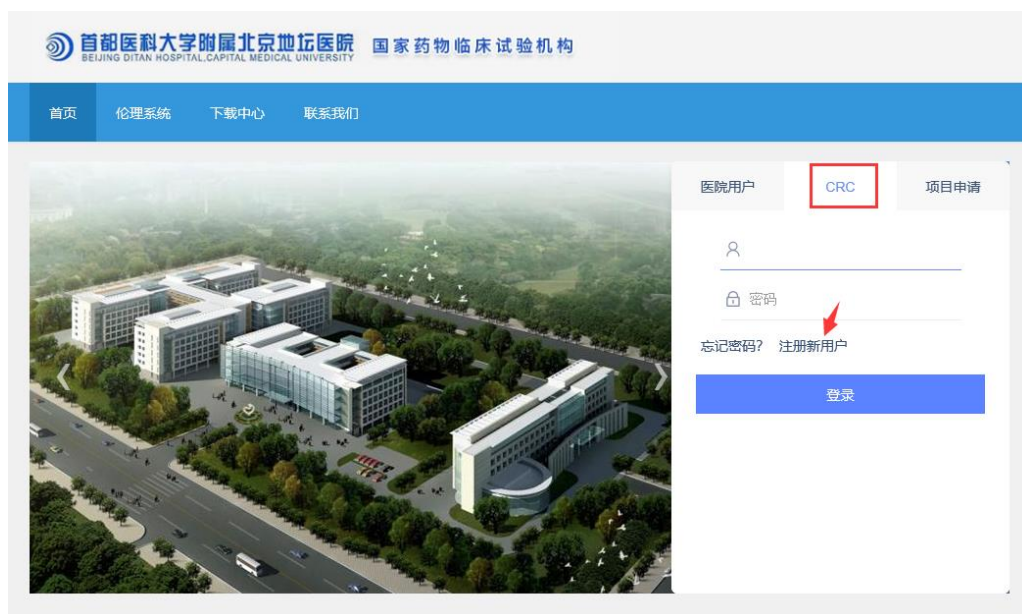 首都医科大学附属北京地坛医院 国家药物临床试验机构
BEIJING DITAN HOSPITAL,CAPITAL MEDICAL UNIVERSITY
首页 伦理系统 下载中心 联系我们
医院用户 CRC 项目申请
密码
忘记密码? 注册新用户
登录